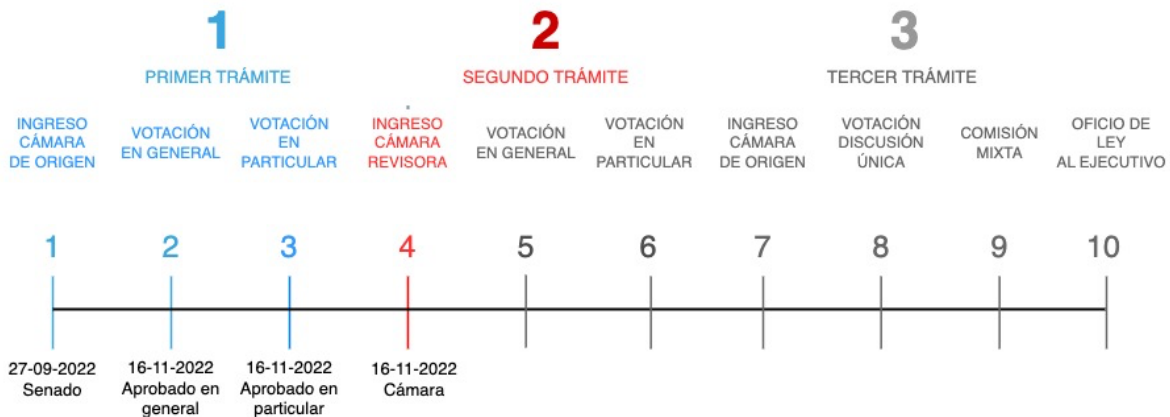 1
2
3
PRIMER TRÁMITE
SEGUNDO TRÁMITE
TERCER TRÁMITE
INGRESO
CÁMARA
DE ORIGEN
VOTACIÓN
EN GENERAL
VOTACIÓN
EN
PARTICULAR
INGRESO
CÁMARA
REVISORA
VOTACIÓN
EN GENERAL
VOTACIÓN
EN
PARTICULAR
INGRESO
CÁMARA
DE ORIGEN
VOTACIÓN
DISCUSIÓN
ÚNICA
COMISIÓN
MIXTA
OFICIO DE
LEY
AL EJECUTIVO
1
2
3
4
5
6
7
8
9
10
27-09-2022
Senado
16-11-2022
Aprobado en
general
16-11-2022
Aprobado en
particular
16-11-2022
Cámara